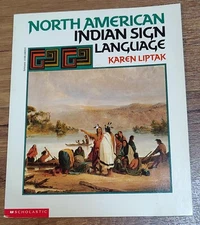 NORTH AMERICAN
INDIAN SIGN
LANGUAGE
KAREN LIPTAK
SCHOLASTIC